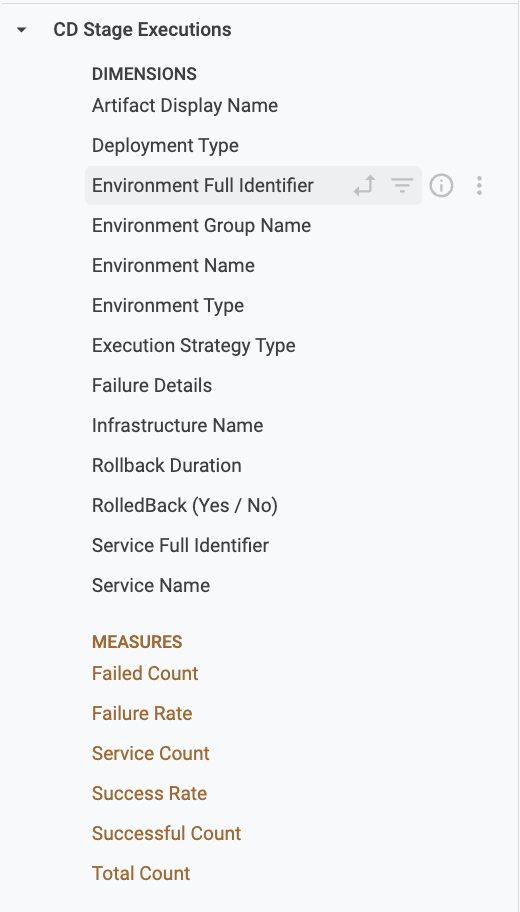 CD Stage Executions
DIMENSIONS
Artifact Display Name
Deployment Type
Environment Full Identifier
Environment Group Name
Environment Name
Environment Type
Execution Strategy Type
Failure Details
Infrastructure Name
Rollback Duration
RolledBack (Yes / No)
Service Full Identifier
Service Name
MEASURES
Failed Count
Failure Rate
Service Count
Success Rate
Successful Count
Total Count